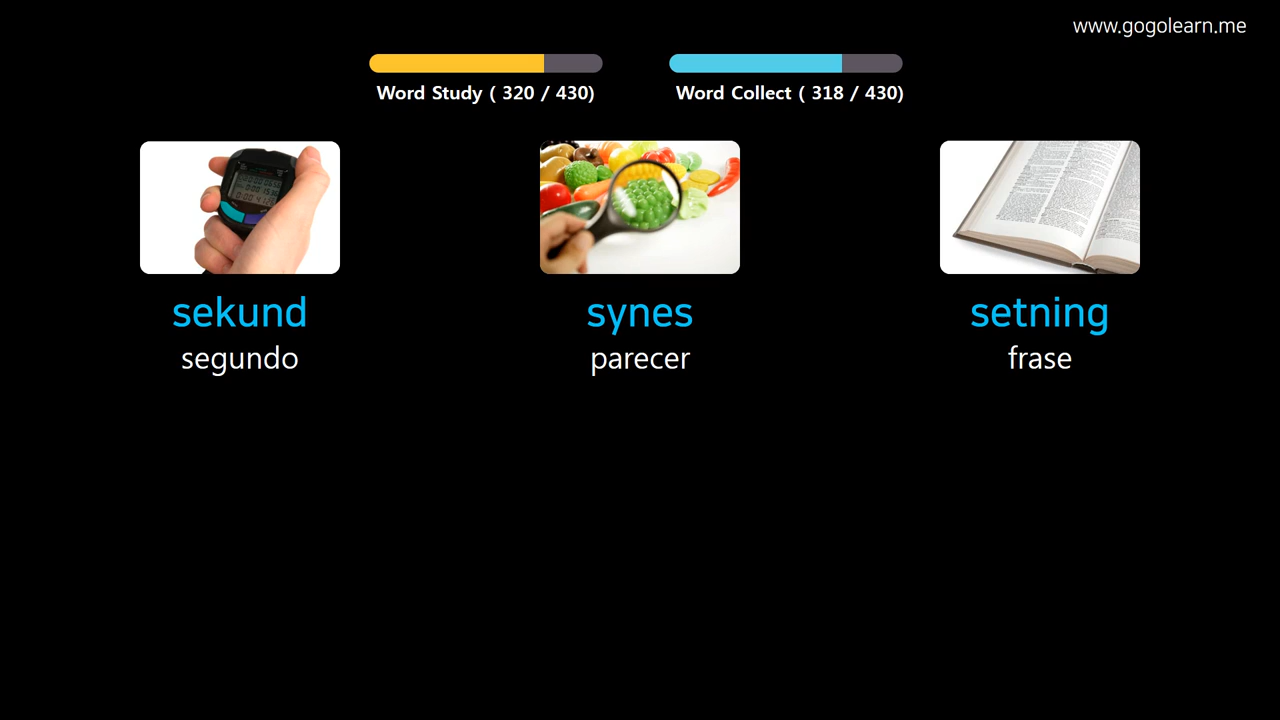 www.gogolearn.me
Word Study ( 320 / 430)
Word Collect ( 318 / 430)
sekund
synes
setning
segundo
parecer
frase